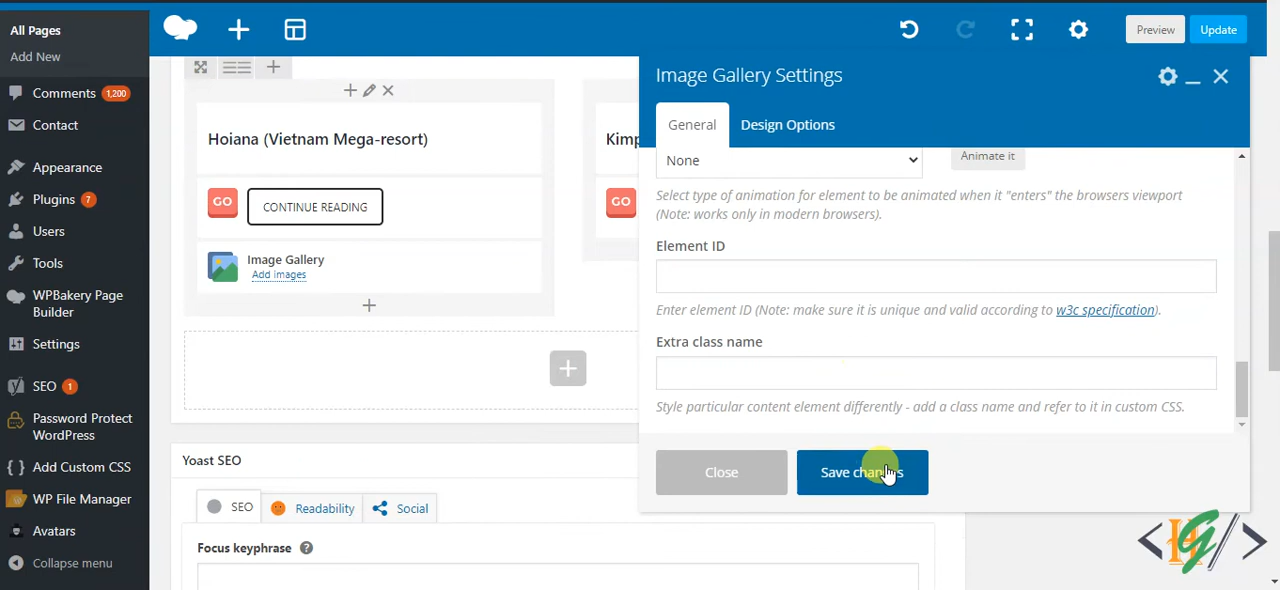 All Pages
Add New
Comments 1,200
Contact
Appearance
Plugins 7
Users
Tools
WPBakery Page
Builder
Settings
SEO 1
Password Protect
WordPress
Add Custom CSS
WP File Manager
Avatars
Collapse menu
Preview
Update
Hoiana (Vietnam Mega-resort)
GO
CONTINUE READING
Image Gallery
Add images
Kimp
GO
Yoast SEO
SEO
Readability
Social
Focus keyphrase ?
Image Gallery Settings
General
Design Options
None
Animate it
Select type of animation for element to be animated when it "enters" the browsers viewport
(Note: works only in modern browsers).
Element ID
Enter element ID (Note: make sure it is unique and valid according to w3c specification).
Extra class name
Style particular content element differently - add a class name and refer to it in custom CSS.
Close
Save changes
< H G / >